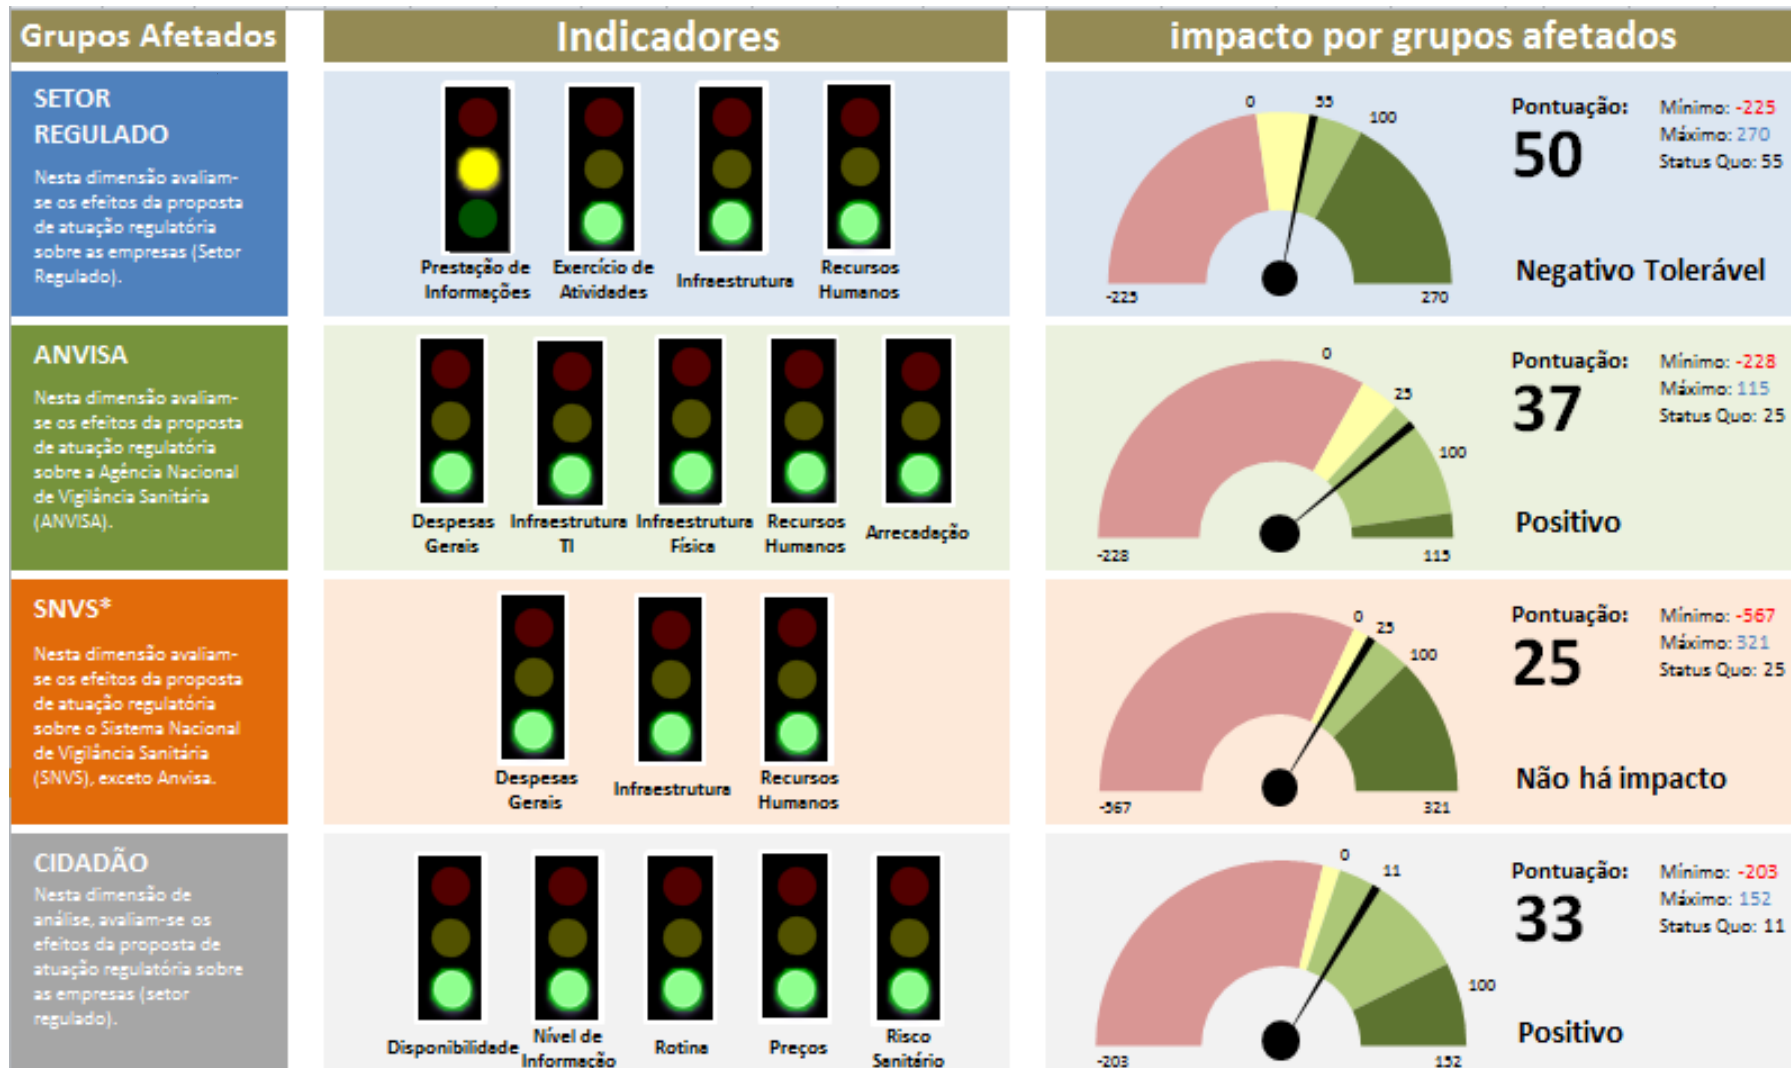 Grupos Afetados
Indicadores
impacto por grupos afetados
SETOR
REGULADO
Nesta dimensão avaliam-
se os efeitos da proposta
de atuação regulatória
sobre as empresas (Setor
Regulado).
Prestação de
Informações
Exercício de
Atividades
Infraestrutura
Recursos
Humanos
0
55
100
-225
270
Pontuação:
50
Mínimo: -225
Máximo: 270
Status Quo: 55
Negativo Tolerável
ANVISA
Nesta dimensão avaliam-
se os efeitos da proposta
de atuação regulatória
sobre a Agência Nacional
de Vigilância Sanitária
(ANVISA).
Despesas
Gerais
Infraestrutura
TI
Infraestrutura
Física
Recursos
Humanos
Arrecadação
0
25
100
-228
115
Pontuação:
37
Mínimo: -228
Máximo: 115
Status Quo: 25
Positivo
SNVS*
Nesta dimensão avaliam-
se os efeitos da proposta
de atuação regulatória
sobre o Sistema Nacional
de Vigilância Sanitária
(SNVS), exceto Anvisa.
Despesas
Gerais
Infraestrutura
Recursos
Humanos
0
25
100
-567
321
Pontuação:
25
Mínimo: -567
Máximo: 321
Status Quo: 25
Não há impacto
CIDADÃO
Nesta dimensão de
análise, avaliam-se os
efeitos da proposta de
atuação regulatória sobre
as empresas (setor
regulado).
Disponibilidade
Nível de
Informação
Rotina
Preços
Risco
Sanitário
0
11
100
-203
152
Pontuação:
33
Mínimo: -203
Máximo: 152
Status Quo: 11
Positivo